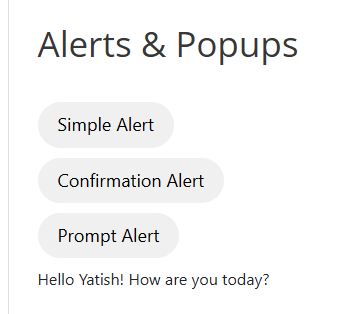 Alerts & Popups
Simple Alert
Confirmation Alert
Prompt Alert
Hello Yatish! How are you today?